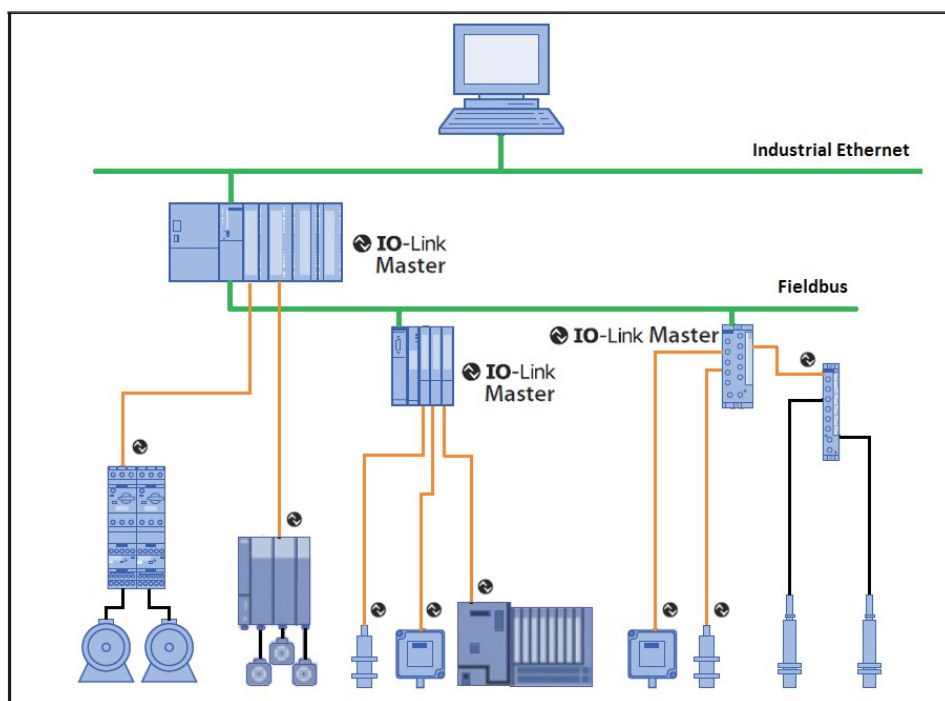 Industrial Ethernet
IO-Link
Master
Fieldbus
IO-Link Master
IO-Link
Master